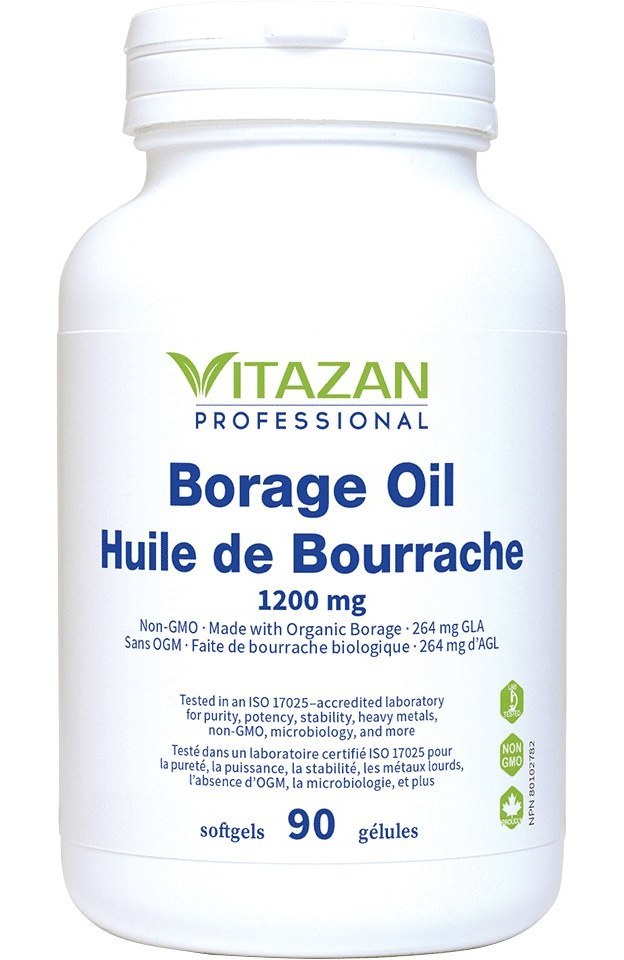 VITAZAN
PROFESSIONAL
Borage Oil
Huile de Bourrache
1200 mg
Non-GMO · Made with Organic Borage · 264 mg GLA
Sans OGM · Faite de bourrache biologique · 264 mg d’AGL
Tested in an ISO 17025–accredited laboratory
for purity, potency, stability, heavy metals,
non-GMO, microbiology, and more
Testé dans un laboratoire certifié ISO 17025 pour
la pureté, la puissance, la stabilité, les métaux lourds,
l’absence d’OGM, la microbiologie, et plus
softgels 90 gélules
LAB
TESTED
NON
GMO
NPN 80102782